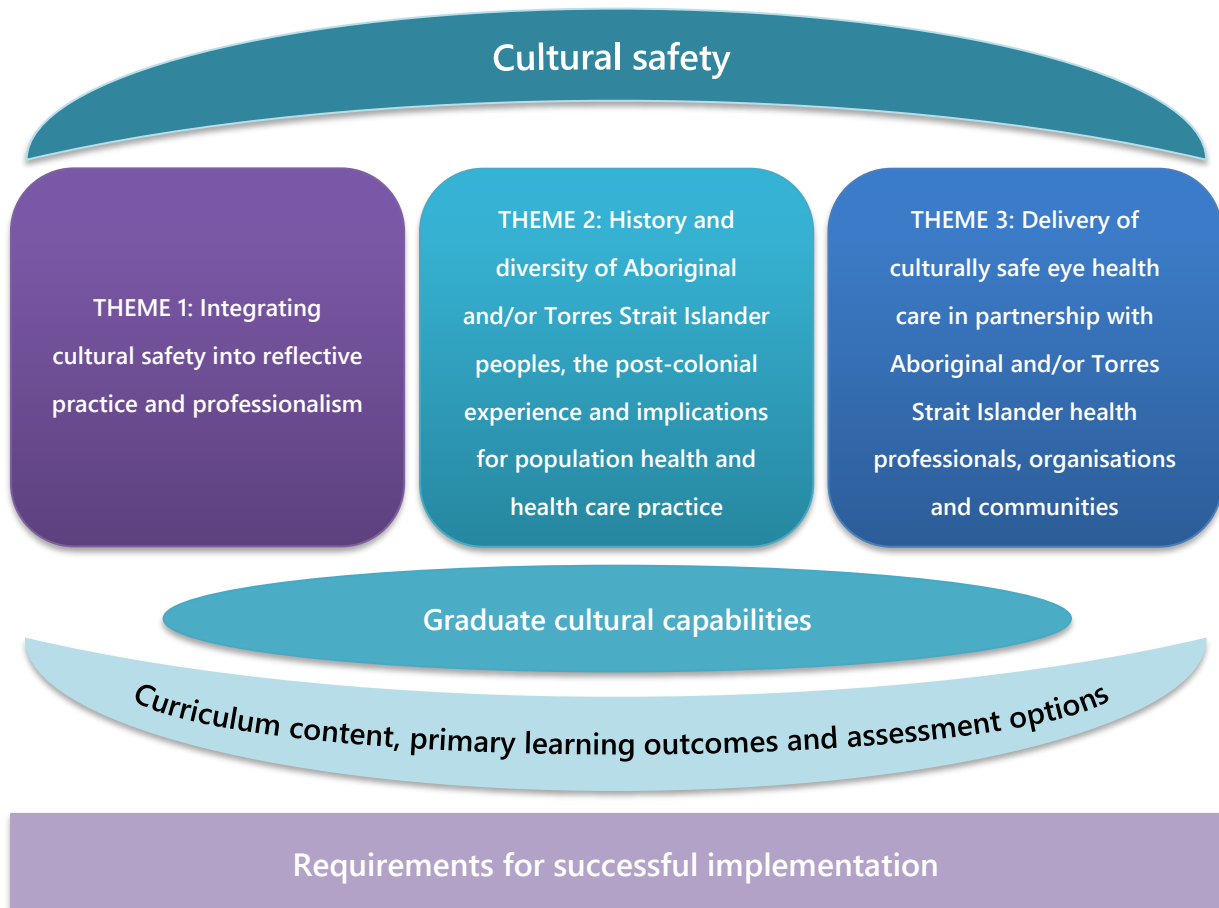 Cultural safety
THEME 1: Integrating
cultural safety into reflective
practice and professionalism
THEME 2: History and
diversity of Aboriginal
and/or Torres Strait Islander
peoples, the post-colonial
experience and implications
for population health and
health care practice
THEME 3: Delivery of
culturally safe eye health
care in partnership with
Aboriginal and/or Torres
Strait Islander health
professionals, organisations
and communities
Graduate cultural capabilities
Curriculum content, primary learning outcomes and assessment options
Requirements for successful implementation